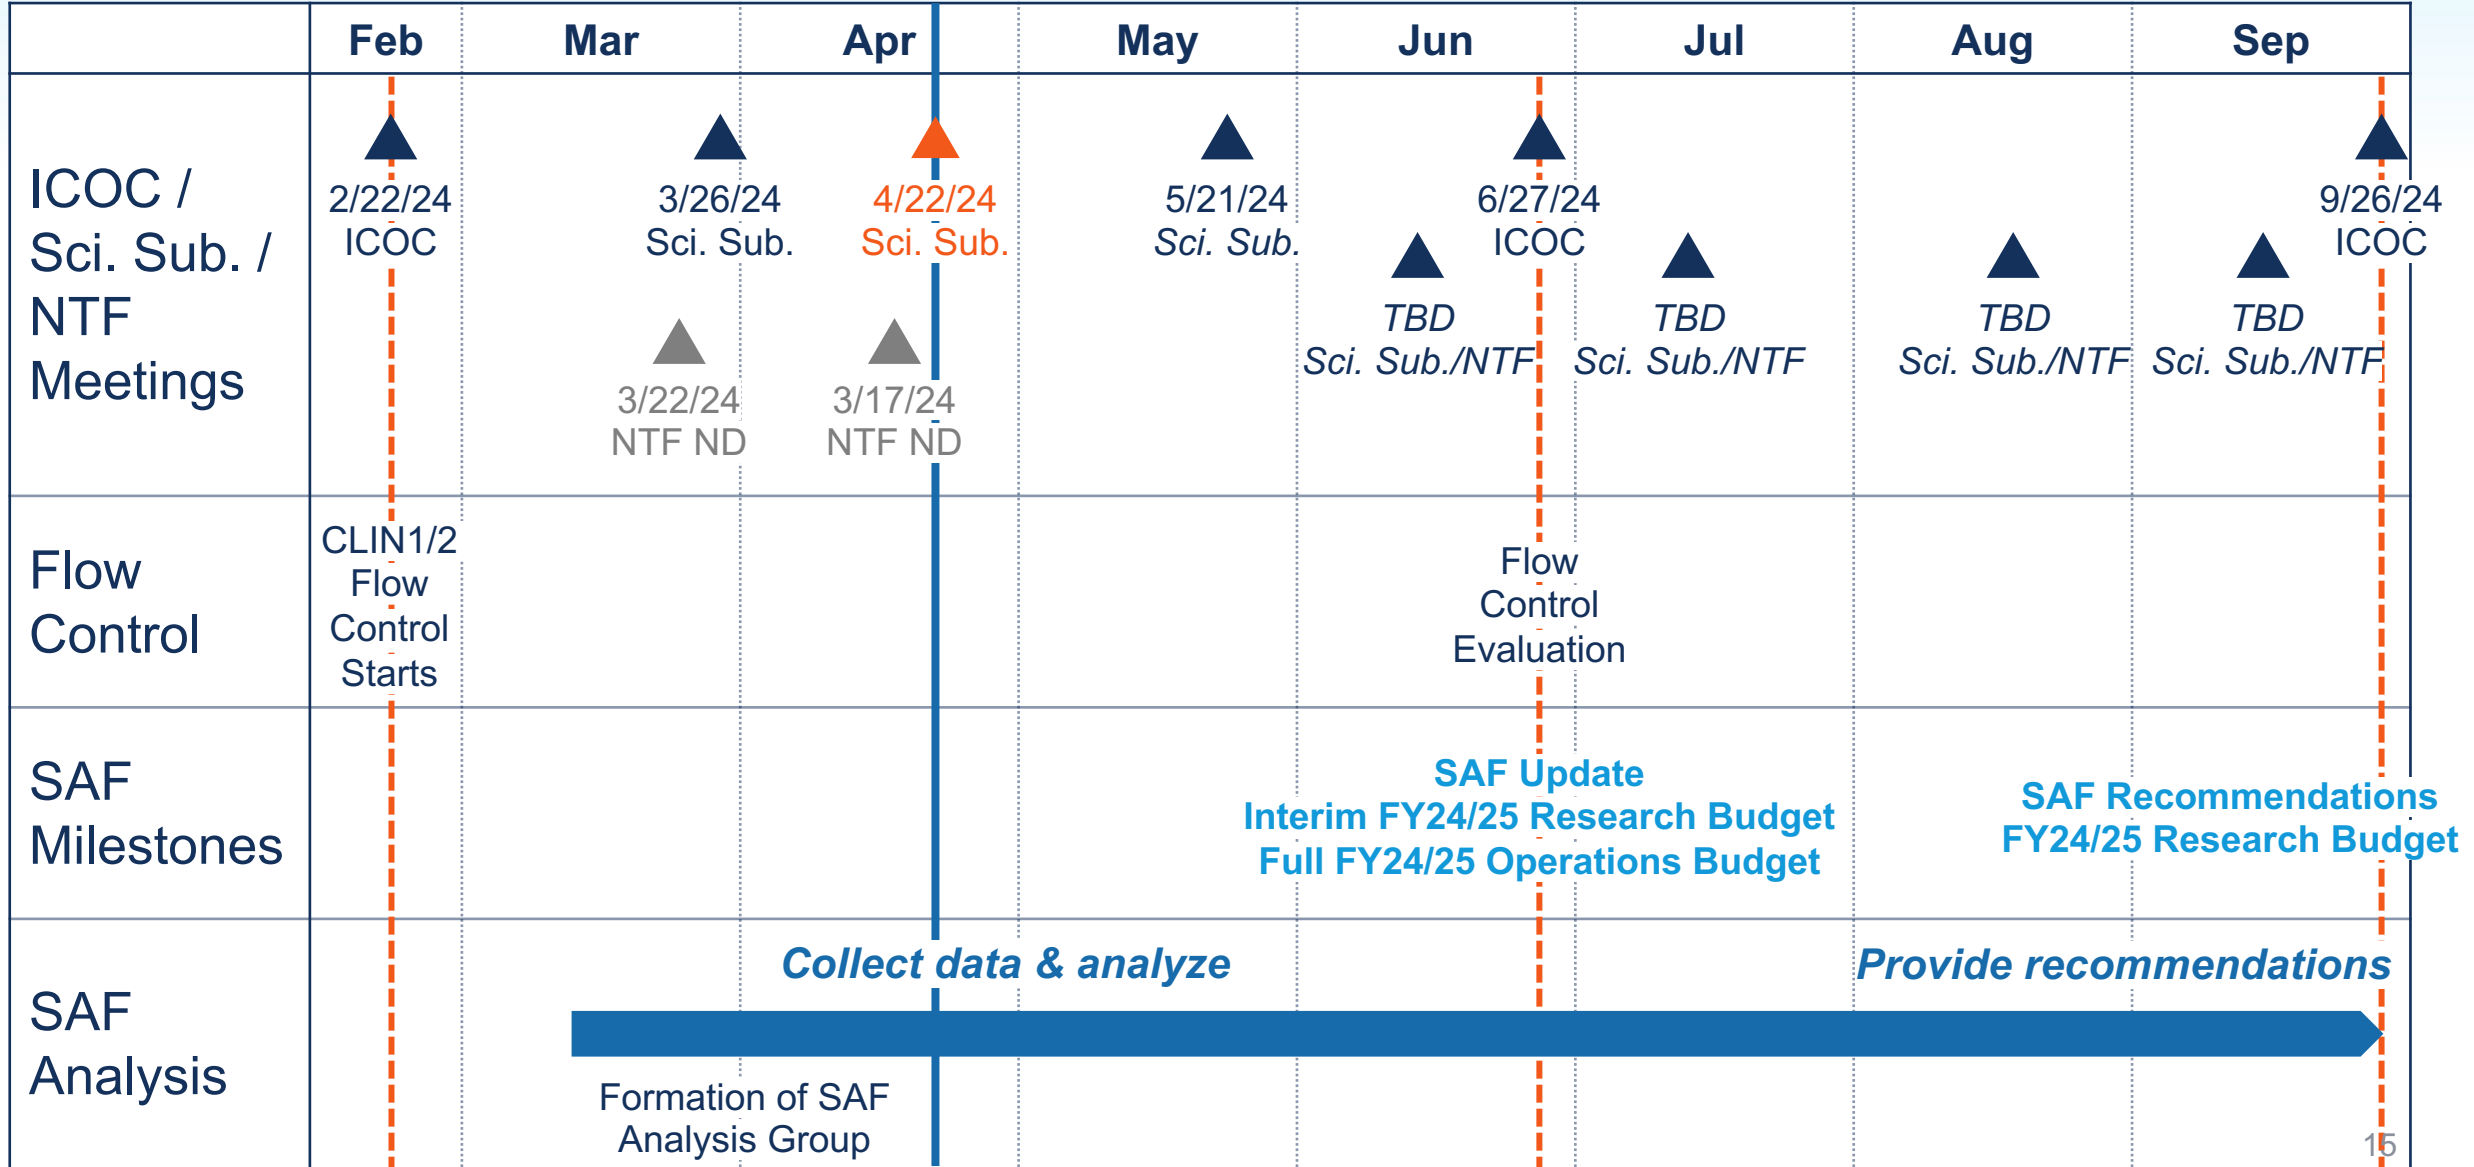 Feb Mar Apr May Jun Jul Aug Sep
ICOC /
Sci. Sub. /
NTF
Meetings
2/22/24
ICOC
3/26/24
Sci. Sub.
4/22/24
Sci. Sub.
5/21/24
Sci. Sub.
6/27/24
ICOC
9/26/24
ICOC
3/22/24
NTF ND
3/17/24
NTF ND
TBD
Sci. Sub./NTF
TBD
Sci. Sub./NTF
TBD
Sci. Sub./NTF
TBD
Sci. Sub./NTF
Flow
Control
CLIN1/2
Flow
Control
Starts
Flow
Control
Evaluation
SAF
Milestones
SAF Update
Interim FY24/25 Research Budget
Full FY24/25 Operations Budget
SAF Recommendations
FY24/25 Research Budget
SAF
Analysis
Collect data & analyze
Provide recommendations
Formation of SAF
Analysis Group
15